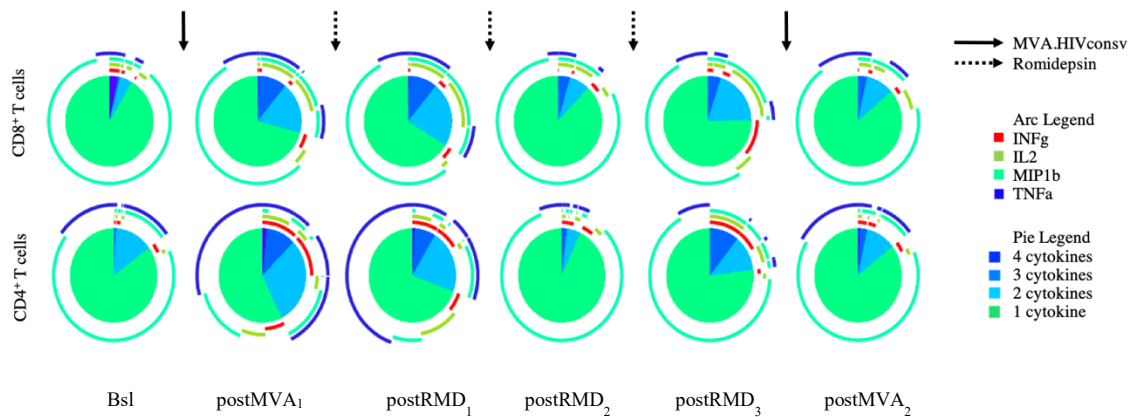 MVA.HIVconsv
Romidepsin
CD8⁺ T cells
Arc Legend
INFg
IL2
MIP1b
TNFa
CD4⁺ T cells
Pie Legend
4 cytokines
3 cytokines
2 cytokines
1 cytokine
Bsl
postMVA₁
postRMD₁
postRMD₂
postRMD₃
postMVA₂